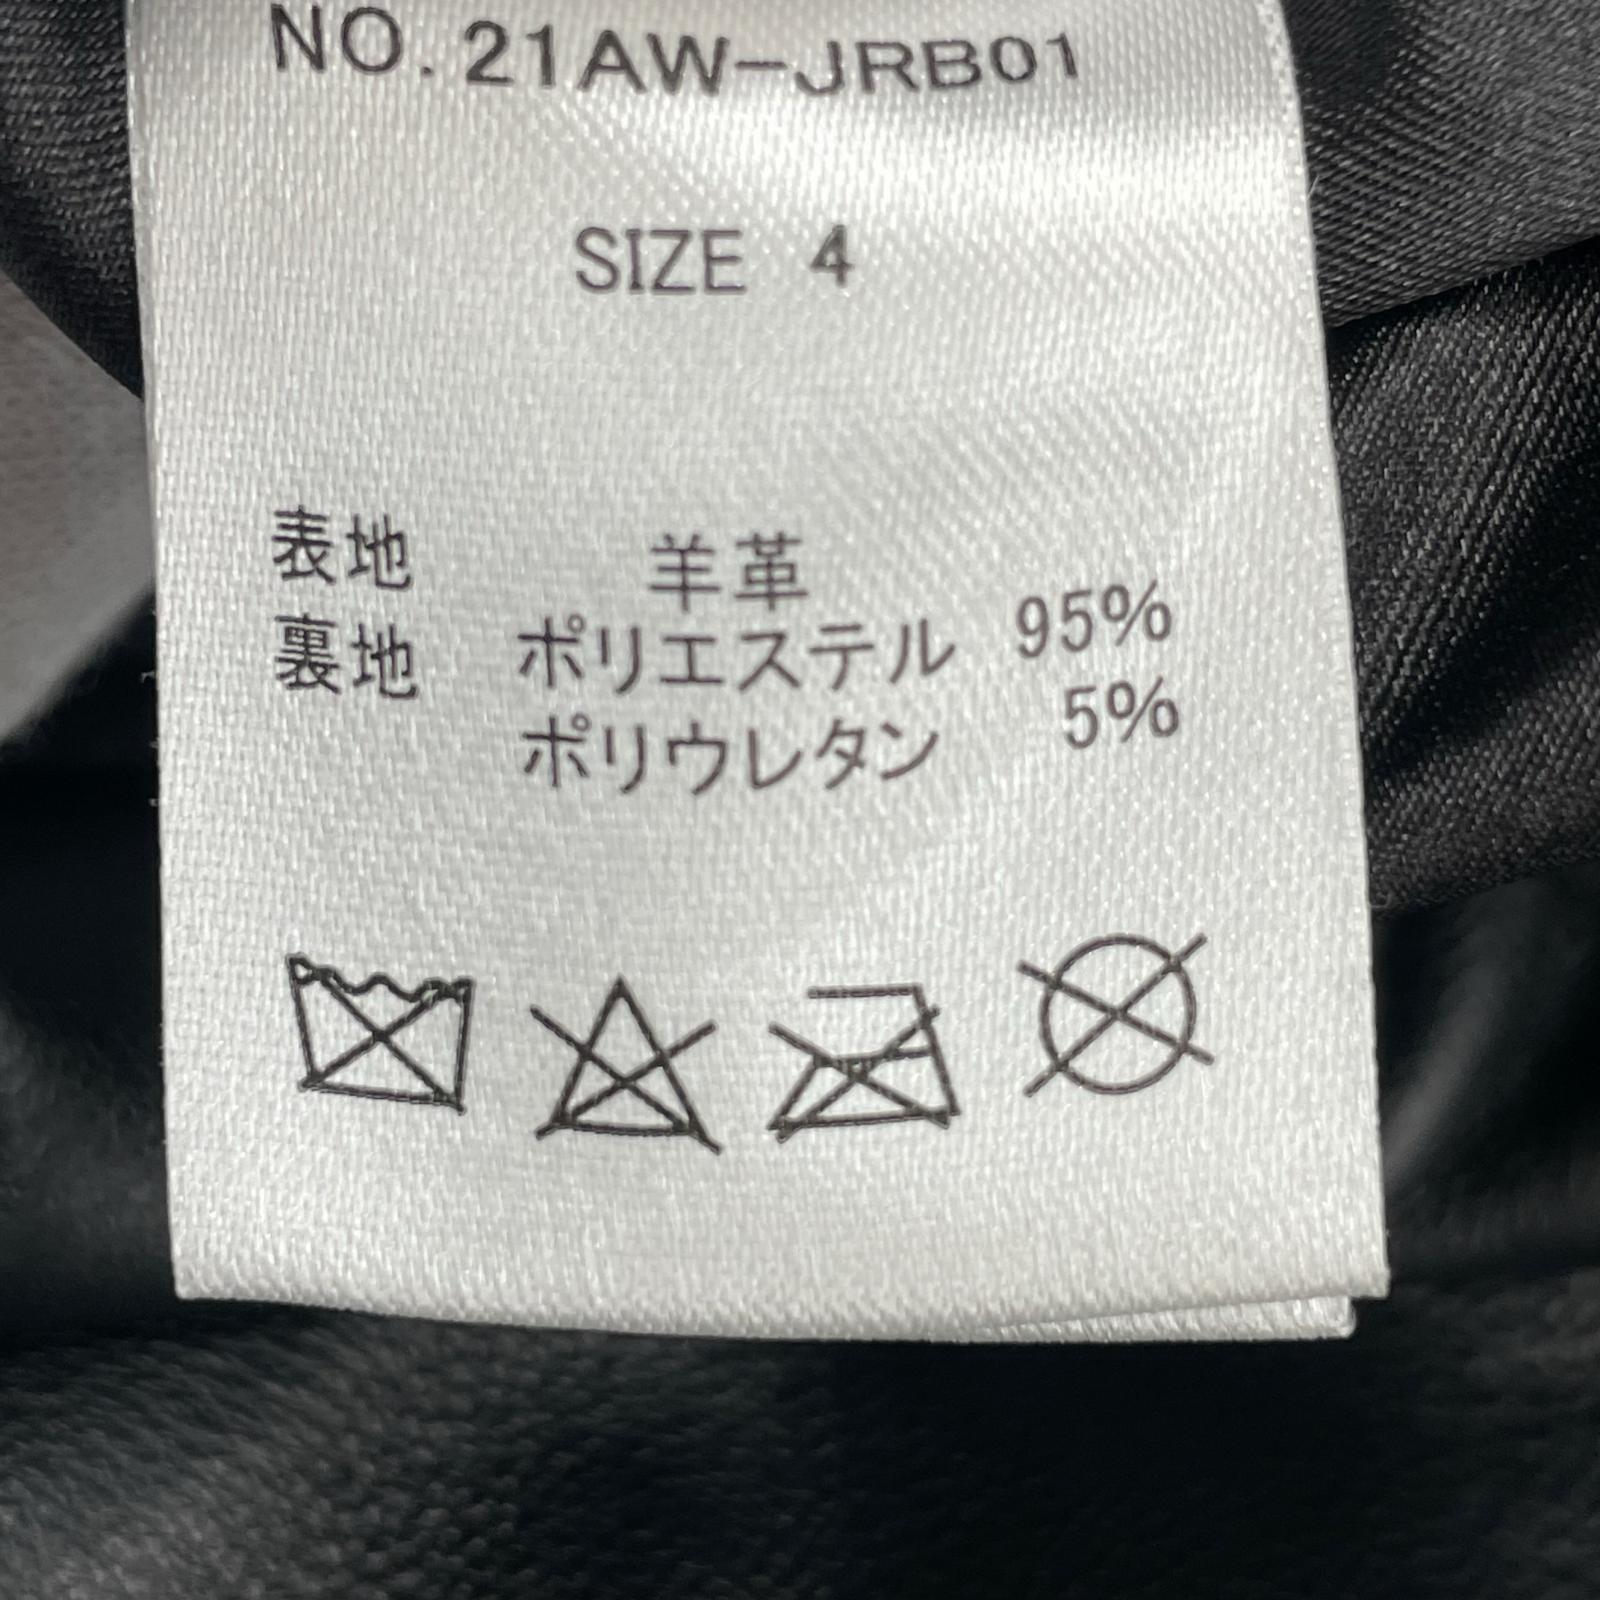 NO. 21AW-JRB01
SIZE 4
表地 羊革
裏地 ポリエステル 95%
ポリウレタン 5%